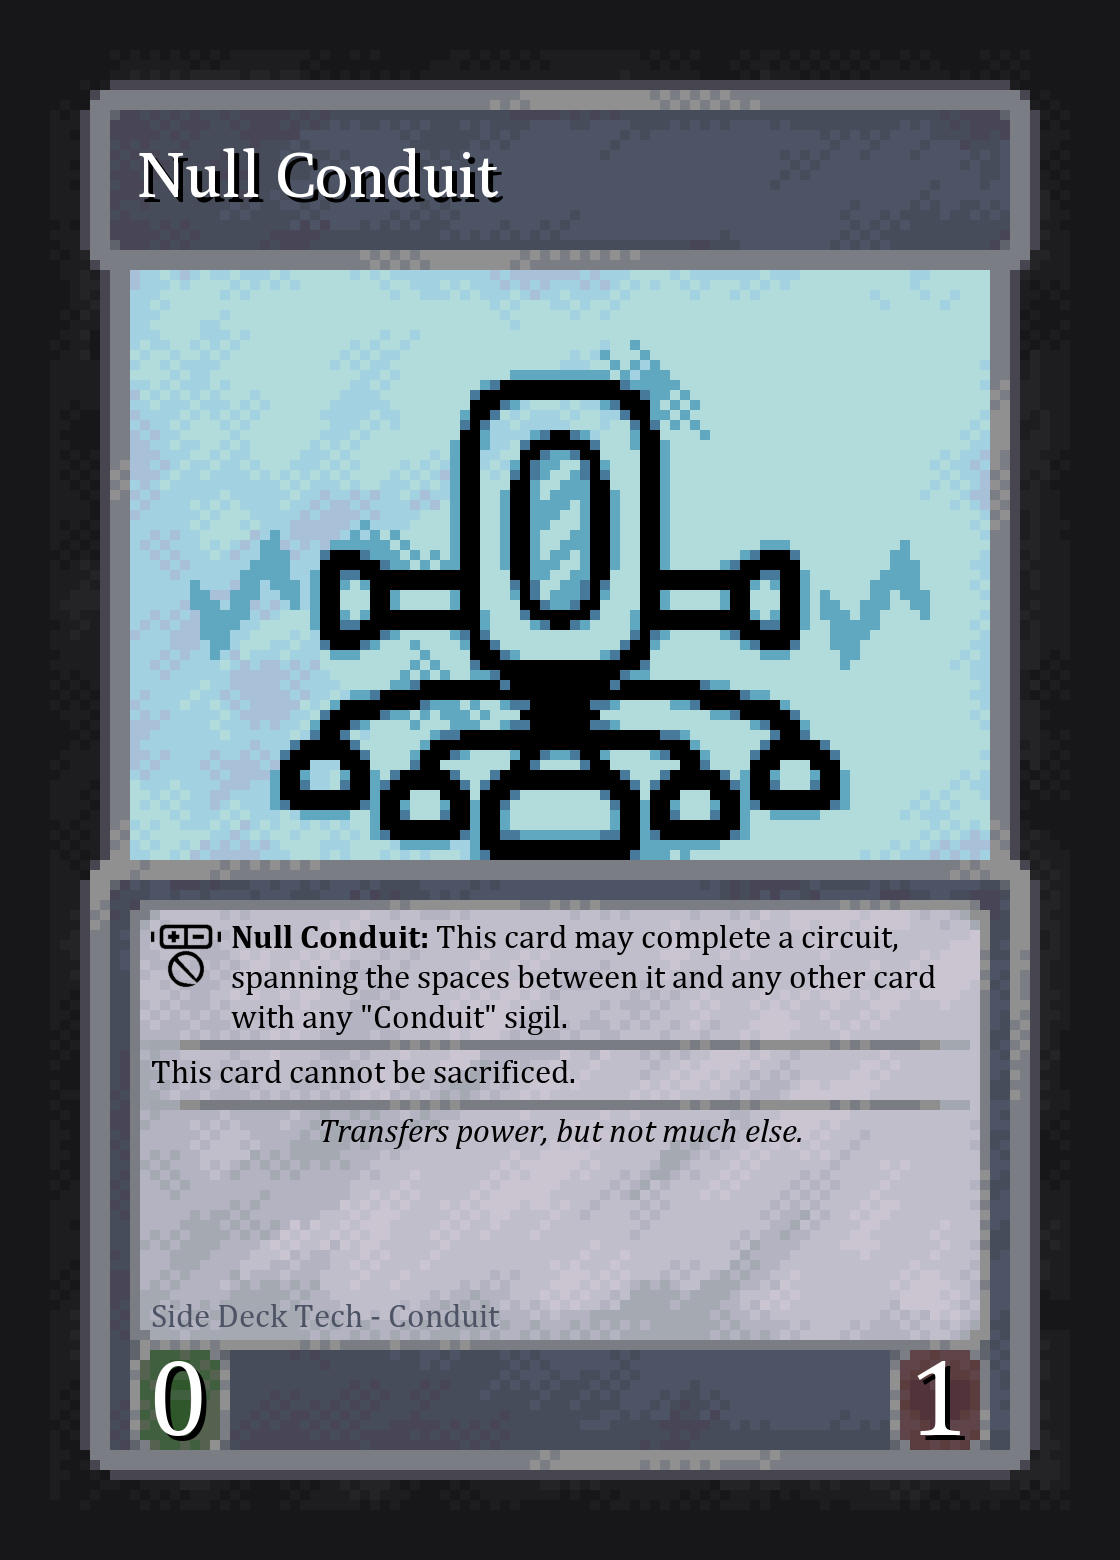 Null Conduit
Null Conduit: This card may complete a circuit,
spanning the spaces between it and any other card
with any "Conduit" sigil.
This card cannot be sacrificed.
Transfers power, but not much else.
Side Deck Tech - Conduit
0
1